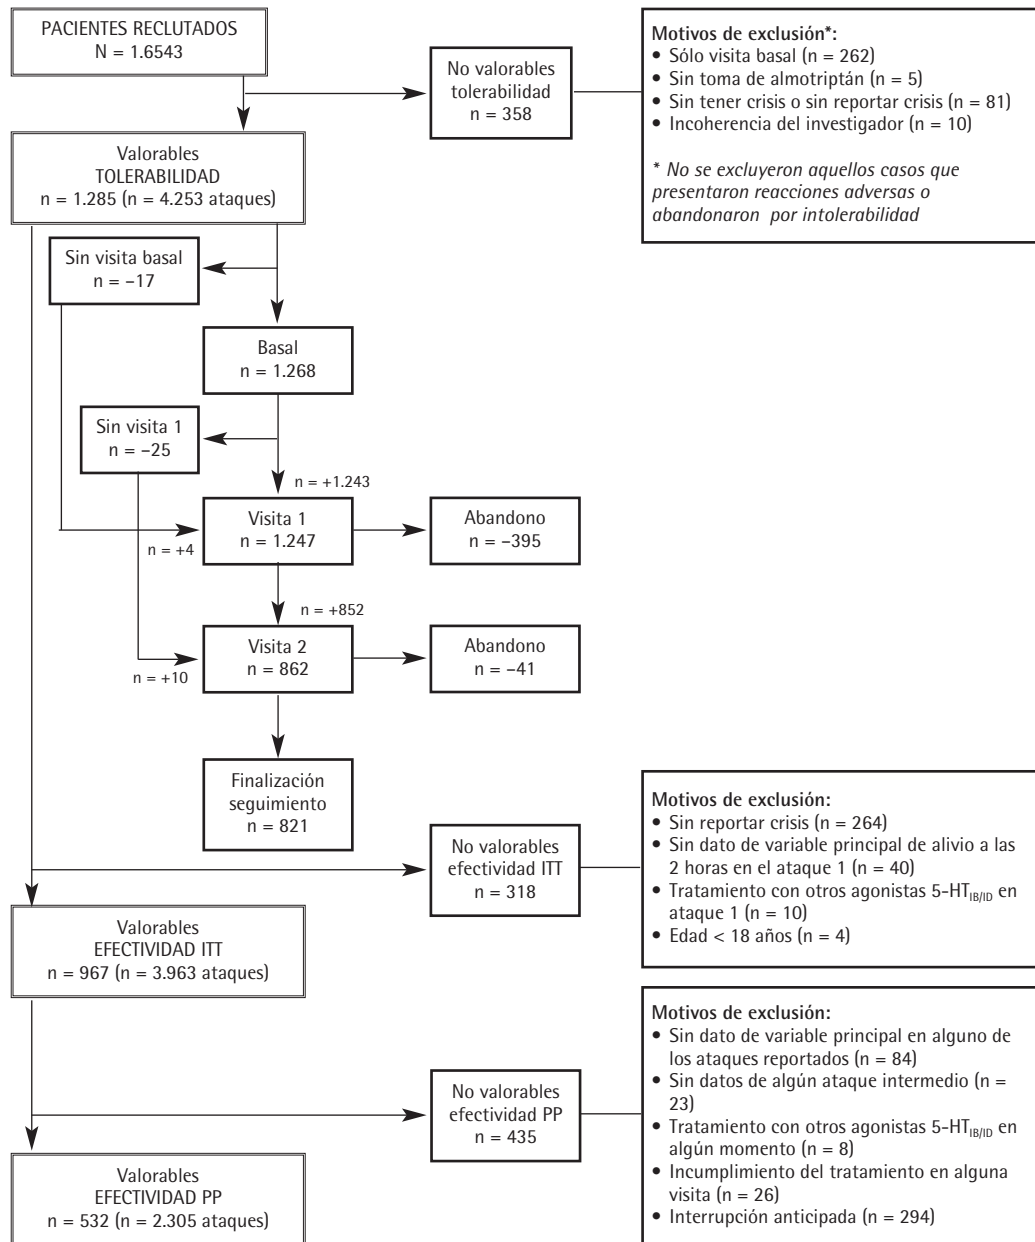 PACIENTES RECLUTADOS
N = 1.6543
No valorables
tolerabilidad
n = 358
Motivos de exclusión*:
• Sólo visita basal (n = 262)
• Sin toma de almotriptán (n = 5)
• Sin tener crisis o sin reportar crisis (n = 81)
• Incoherencia del investigador (n = 10)
* No se excluyeron aquellos casos que
presentaron reacciones adversas o
abandonaron por intolerabilidad
Valorables
TOLERABILIDAD
n = 1.285 (n = 4.253 ataques)
Sin visita basal
n = −17
Basal
n = 1.268
Sin visita 1
n = −25
n = +1.243
Visita 1
n = 1.247
n = +4
Abandono
n = −395
n = +852
Visita 2
n = 862
n = +10
Abandono
n = −41
Finalización
seguimiento
n = 821
No valorables
efectividad ITT
n = 318
Motivos de exclusión:
• Sin reportar crisis (n = 264)
• Sin dato de variable principal de alivio a las
2 horas en el ataque 1 (n = 40)
• Tratamiento con otros agonistas 5-HTIB/ID en
ataque 1 (n = 10)
• Edad < 18 años (n = 4)
Valorables
EFECTIVIDAD ITT
n = 967 (n = 3.963 ataques)
No valorables
efectividad PP
n = 435
Motivos de exclusión:
• Sin dato de variable principal en alguno de
los ataques reportados (n = 84)
• Sin datos de algún ataque intermedio (n =
23)
• Tratamiento con otros agonistas 5-HTIB/ID en
algún momento (n = 8)
• Incumplimiento del tratamiento en alguna
visita (n = 26)
• Interrupción anticipada (n = 294)
Valorables
EFECTIVIDAD PP
n = 532 (n = 2.305 ataques)